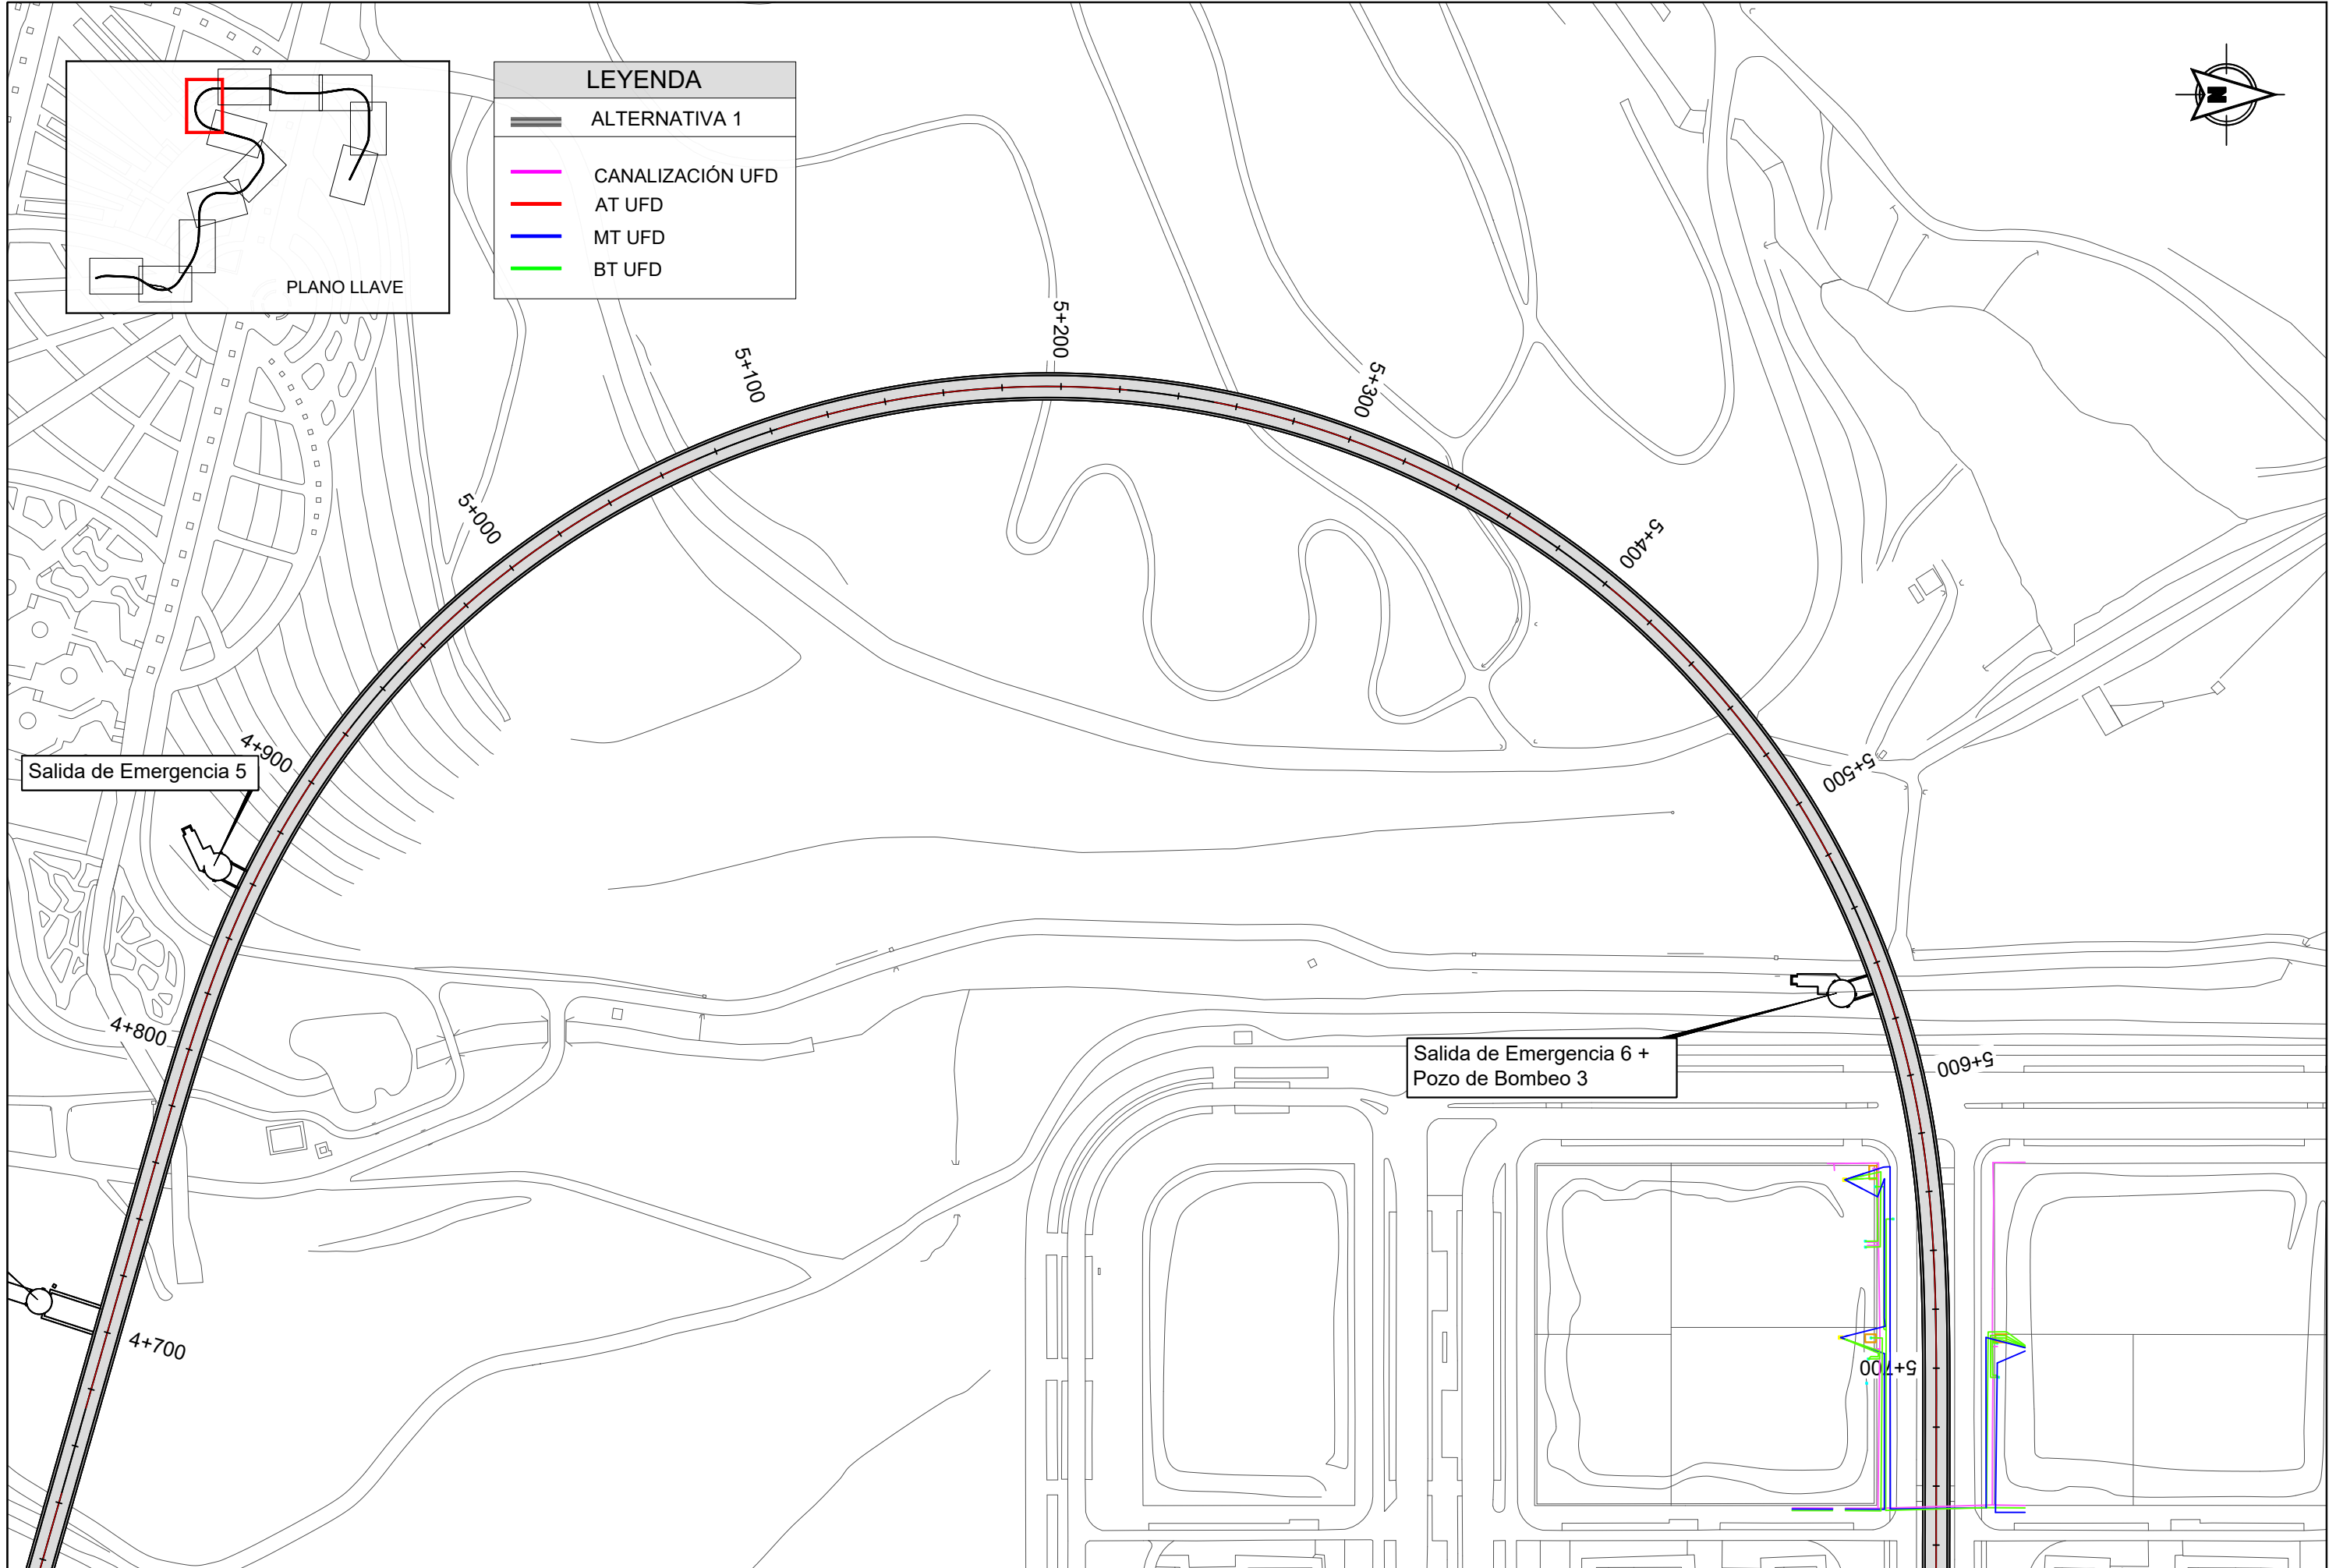 LEYENDA
ALTERNATIVA 1
CANALIZACIÓN UFD
AT UFD
MT UFD
BT UFD
PLANO LLAVE
N
5+200
5+100
5+300
5+000
5+400
4+900
5+500
Salida de Emergencia 5
4+800
Salida de Emergencia 6 +
Pozo de Bombeo 3
5+600
4+700
5+700